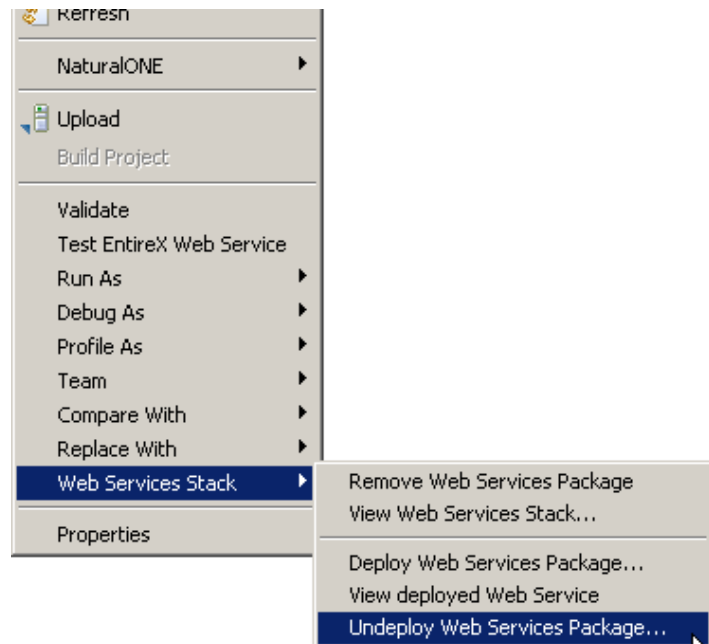 Refresh
NaturalONE
Upload
Build Project
Validate
Test EntireX Web Service
Run As
Debug As
Profile As
Team
Compare With
Replace With
Web Services Stack
Properties
Remove Web Services Package
View Web Services Stack...
Deploy Web Services Package...
View deployed Web Service
Undeploy Web Services Package...